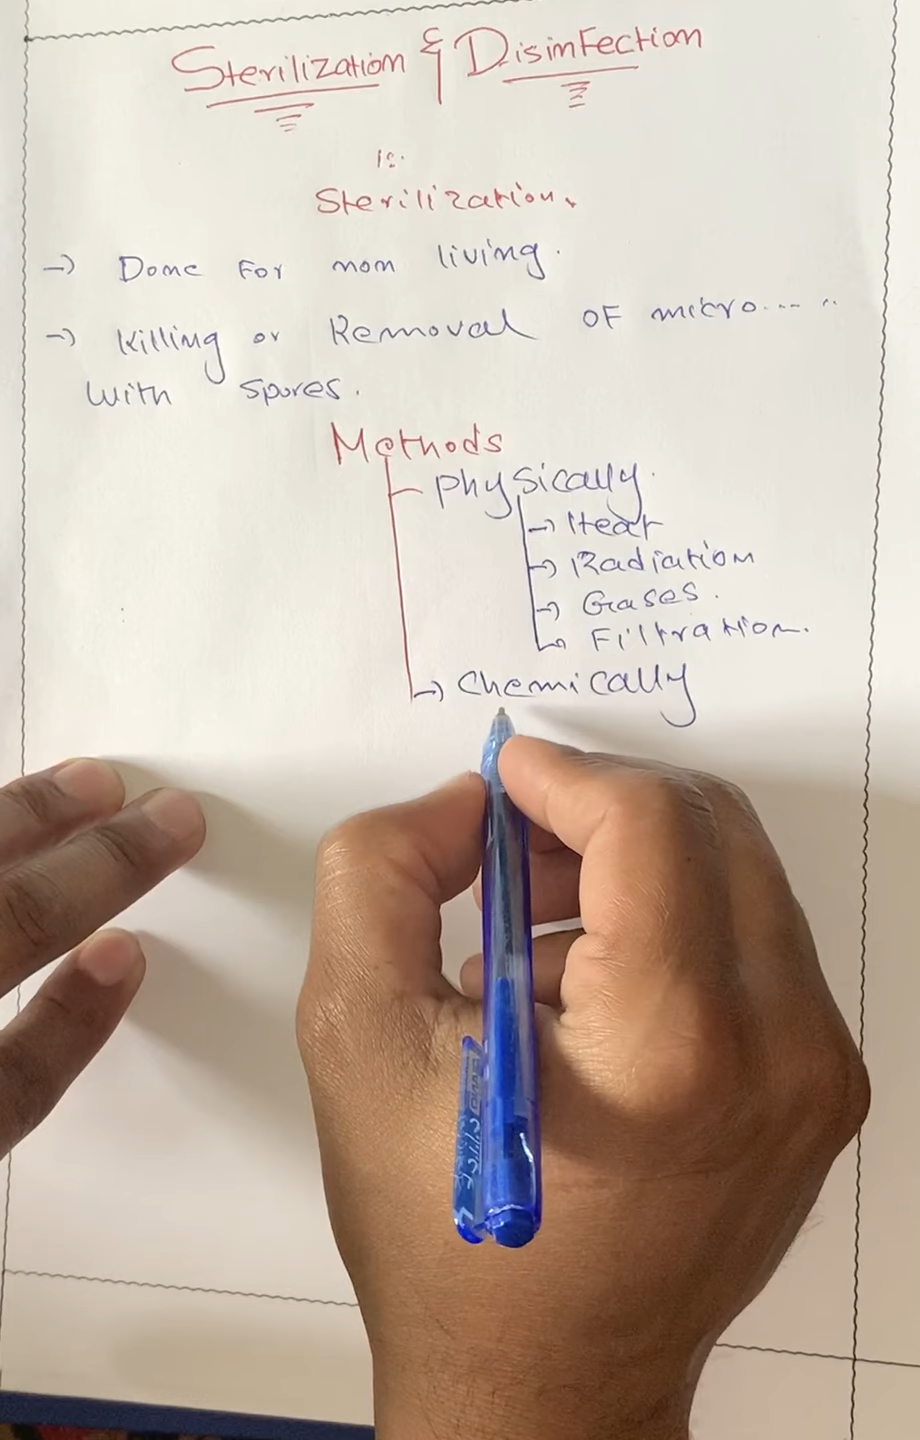 Sterilization & Disinfection
1:
Sterilization.
→ Done For non living.
→ Killing or Removal OF micro.... ..
with spores.
Methods
Physically.
→ Heat
→ Radiation
→ Gases.
→ Filtration.
→ Chemically